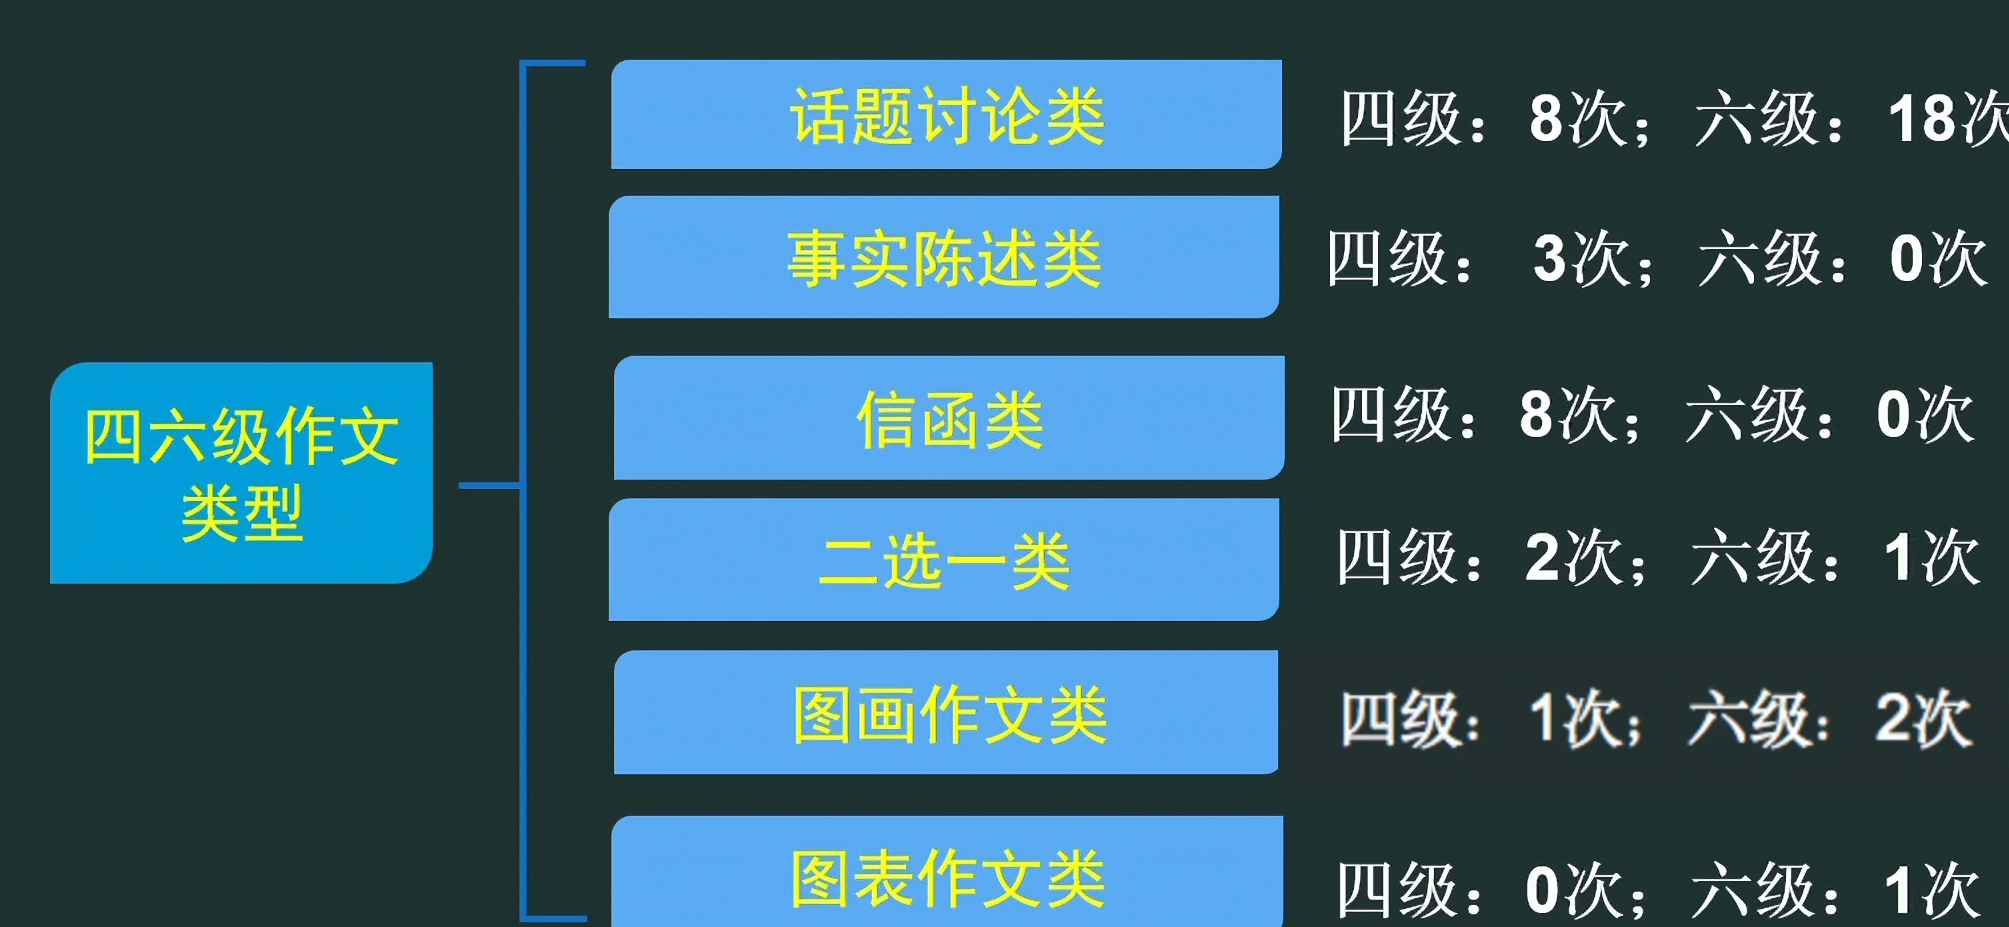 话题讨论类 四级：8次；六级：18次
事实陈述类 四级： 3次；六级：0次
信函类 四级：8次；六级：0次
四六级作文
类型
二选一类 四级：2次；六级：1次
图画作文类 四级：1次；六级：2次
图表作文类 四级：0次；六级：1次